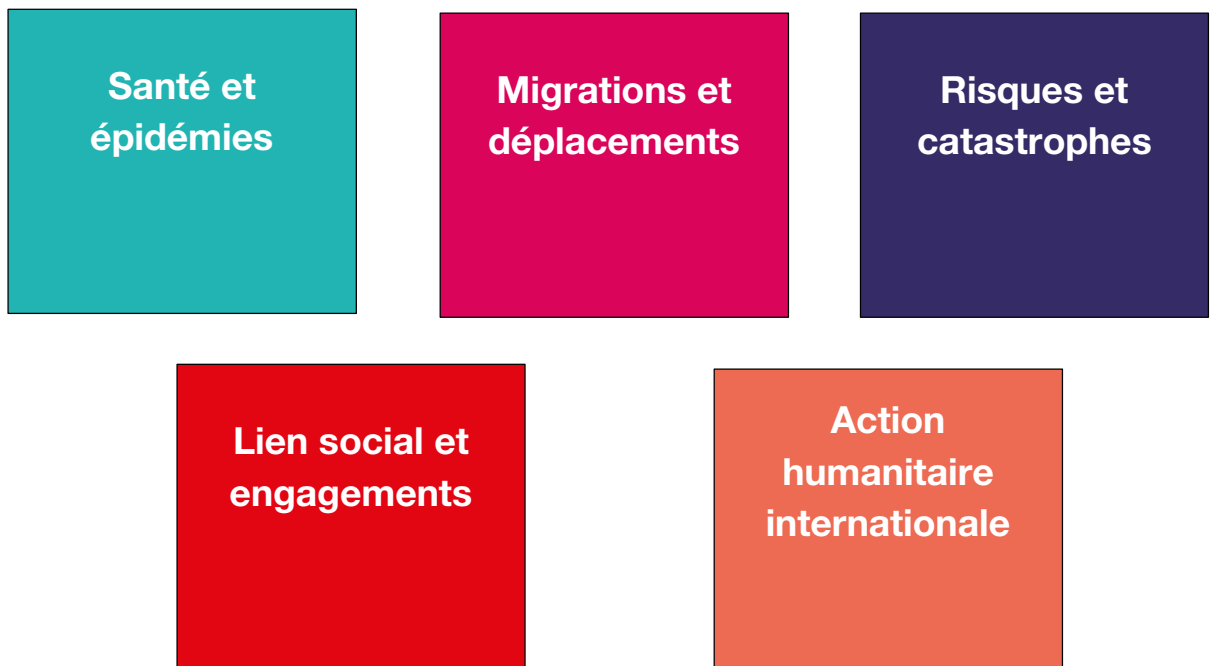 Santé et
épidémies
Migrations et
déplacements
Risques et
catastrophes
Lien social et
engagements
Action
humanitaire
internationale